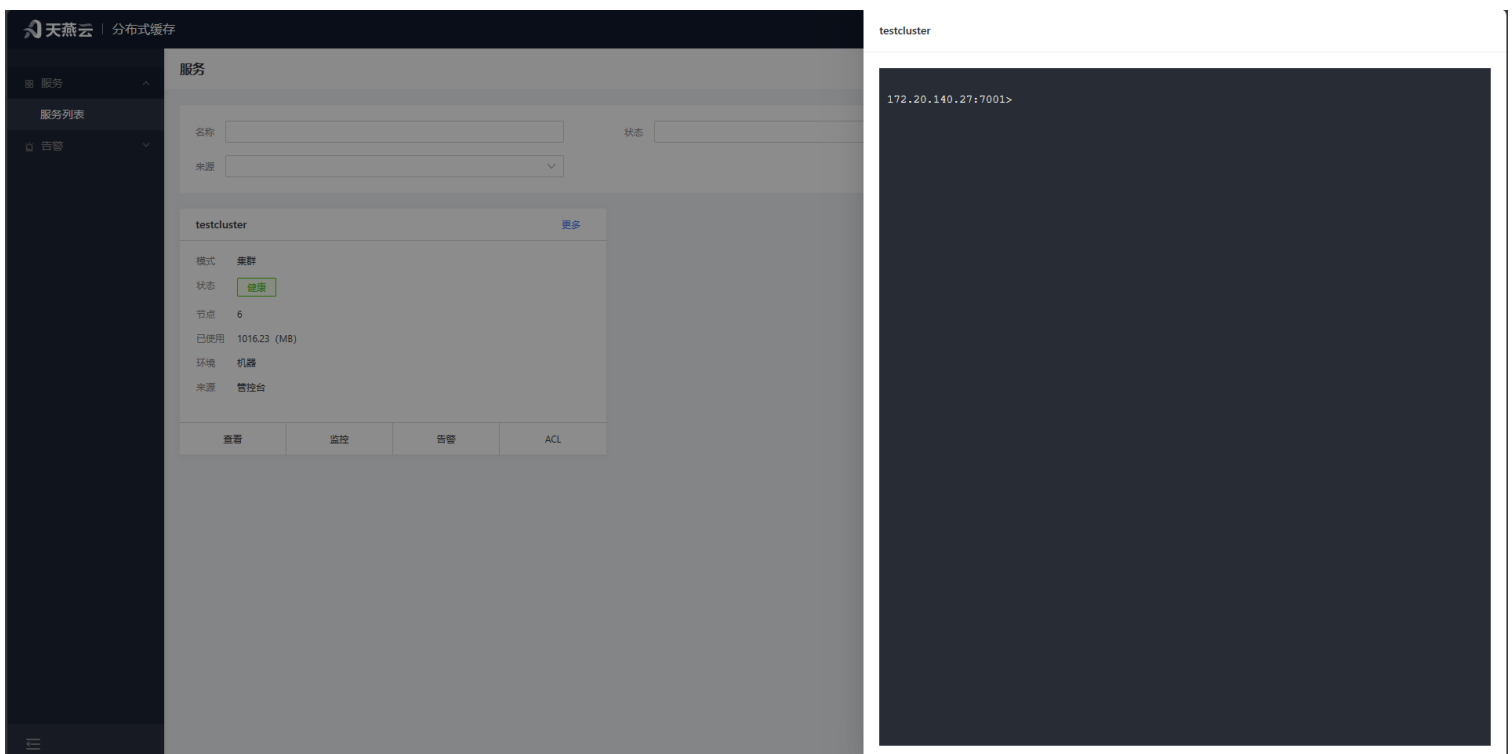 天燕云 | 分布式缓存
服务
服务列表
告警
服务
名称
状态
来源
testcluster 更多
模式 集群
状态 健康
节点 6
已使用 1016.23 (MB)
环境 机器
来源 管控台
查看 监控 告警 ACL
testcluster
172.20.140.27:7001>